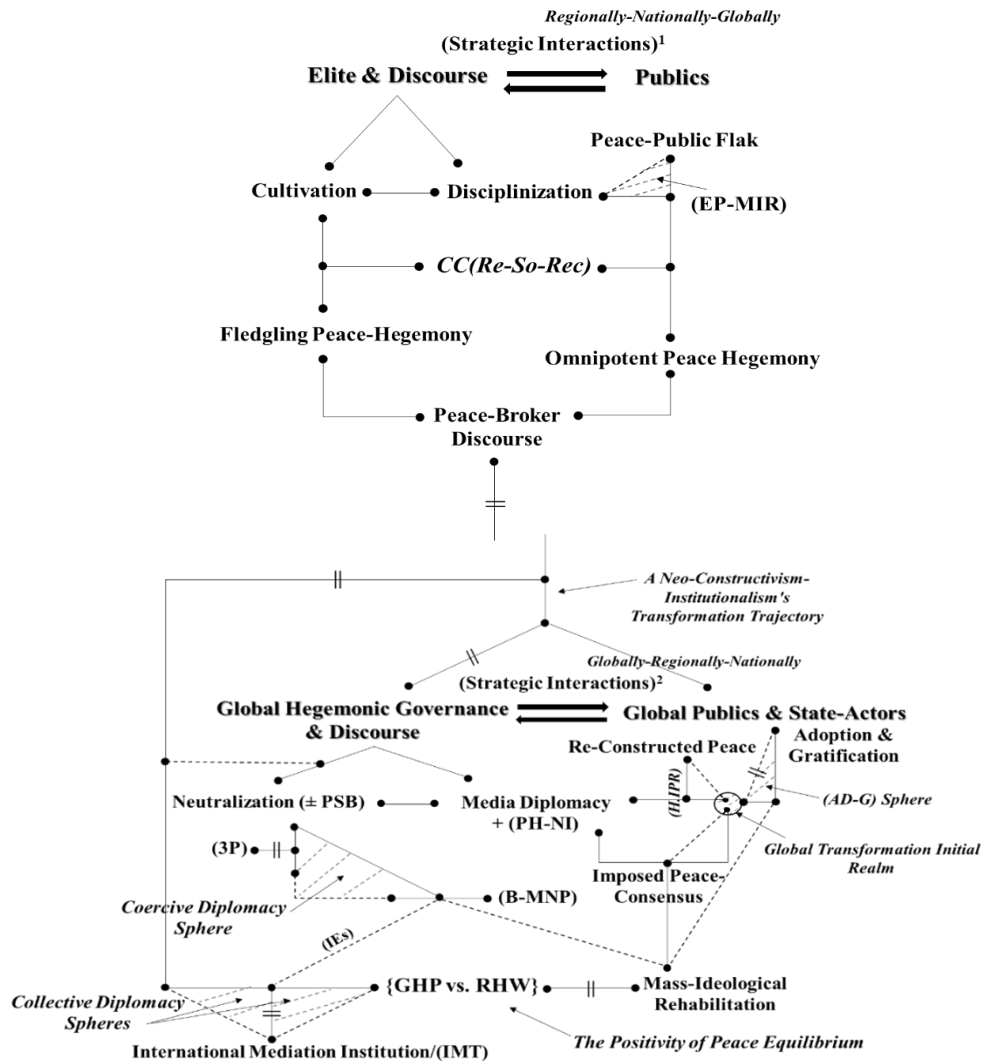 Regionally-Nationally-Globally
(Strategic Interactions)¹
Elite & Discourse
Publics
Peace-Public Flak
Cultivation
Disciplinization
(EP-MIR)
CC(Re-So-Rec)
Fledgling Peace-Hegemony
Omnipotent Peace Hegemony
Peace-Broker
Discourse
A Neo-Constructivism-
Institutionalism's
Transformation Trajectory
Globally-Regionally-Nationally
(Strategic Interactions)²
Global Hegemonic Governance
& Discourse
Global Publics & State-Actors
Adoption &
Gratification
Re-Constructed Peace
Neutralization (± PSB)
Media Diplomacy
+ (PH-NI)
(H.IPR)
(AD-G) Sphere
(3P)
Global Transformation Initial
Realm
Imposed Peace-
Consensus
Coercive Diplomacy
Sphere
(B-MNP)
(IEs)
{GHP vs. RHW}
Mass-Ideological
Rehabilitation
Collective Diplomacy
Spheres
The Positivity of Peace Equilibrium
International Mediation Institution/(IMT)